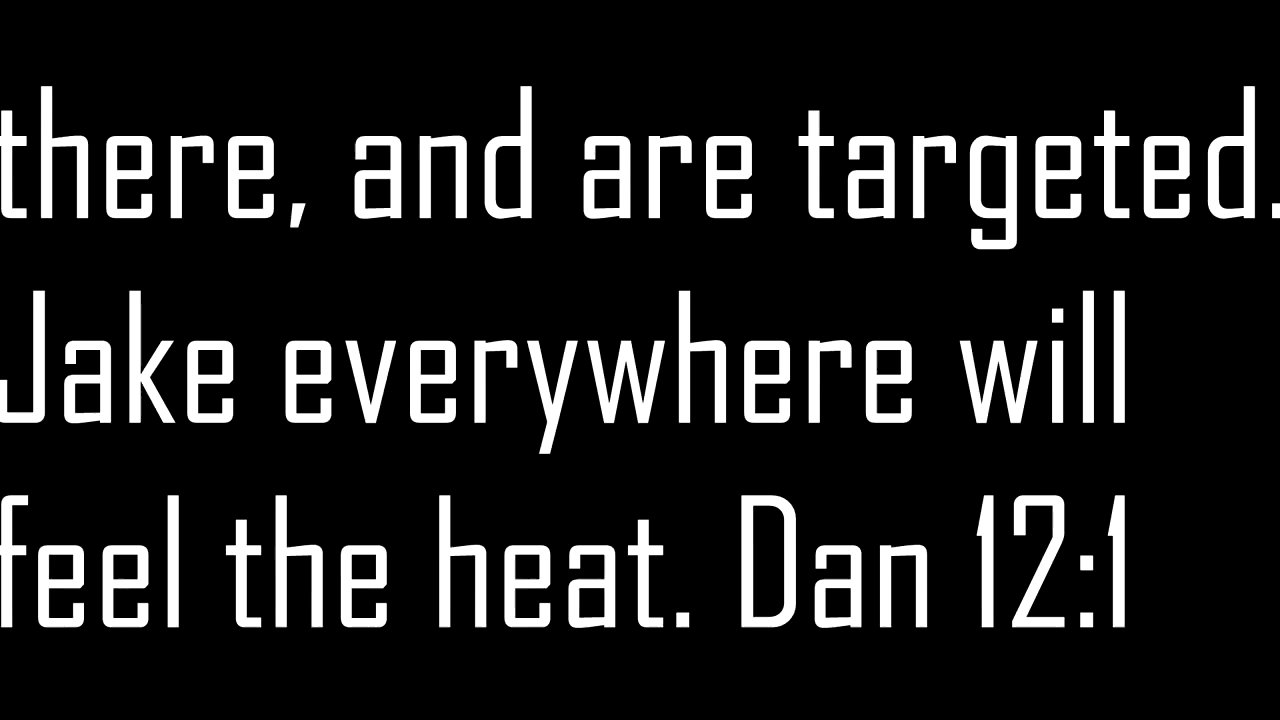 there, and are targeted.
Jake everywhere will
feel the heat. Dan 12:1